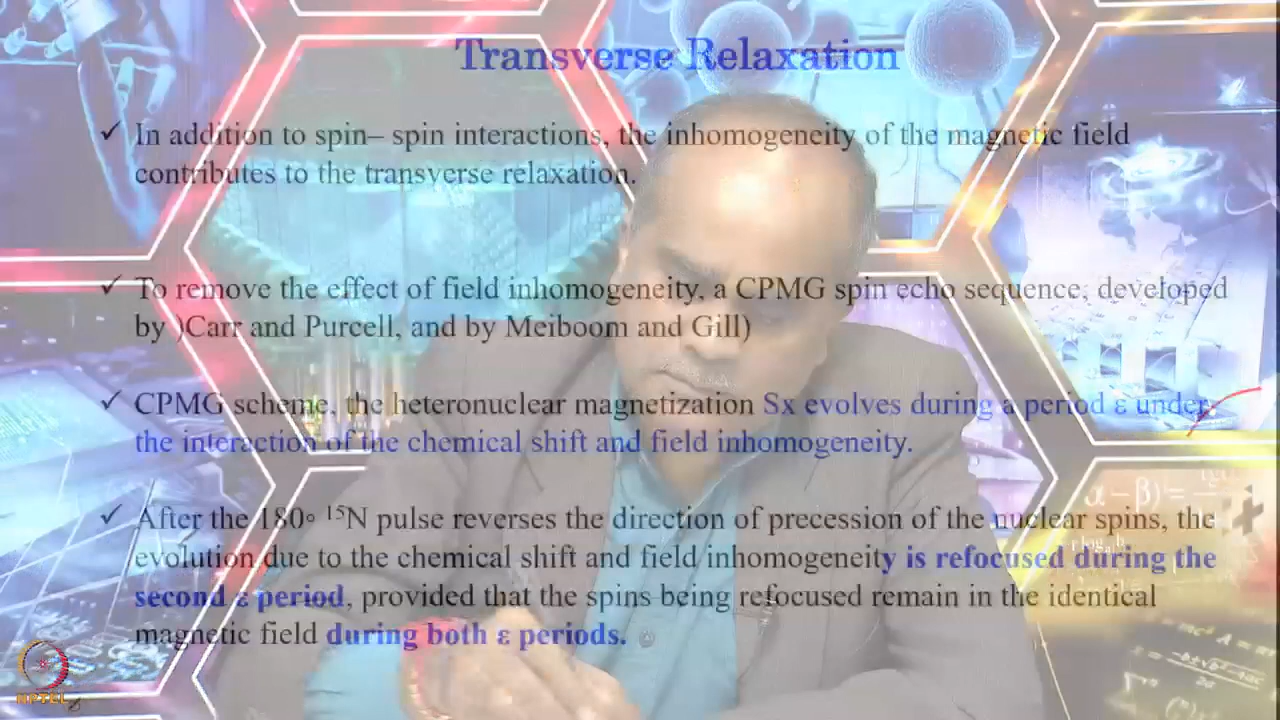 Transverse Relaxation
✓ In addition to spin– spin interactions, the inhomogeneity of the magnetic field
contributes to the transverse relaxation.
✓ To remove the effect of field inhomogeneity, a CPMG spin echo sequence, developed
by )Carr and Purcell, and by Meiboom and Gill)
✓ CPMG scheme, the heteronuclear magnetization Sx evolves during a period ε under
the interaction of the chemical shift and field inhomogeneity.
✓ After the 180° ¹⁵N pulse reverses the direction of precession of the nuclear spins, the
evolution due to the chemical shift and field inhomogeneity is refocused during the
second ε period, provided that the spins being refocused remain in the identical
magnetic field during both ε periods.
α – β) =
NPTEL